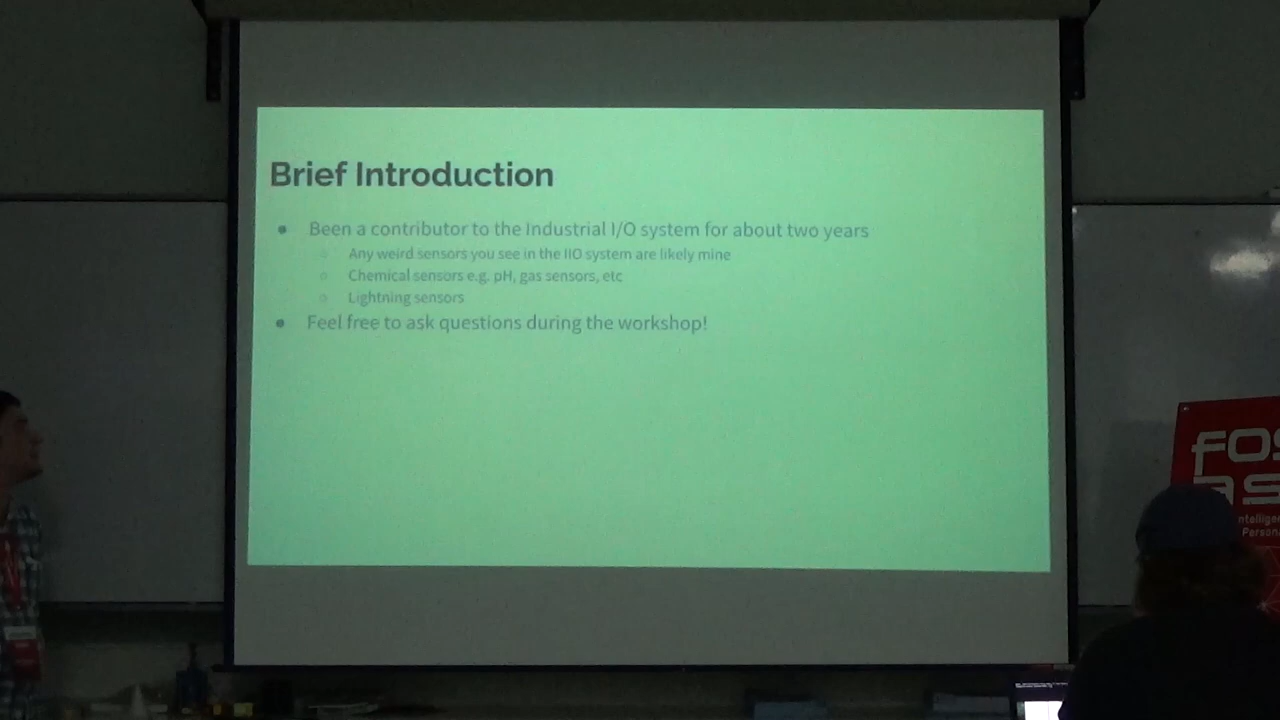 Brief Introduction
Been a contributor to the Industrial I/O system for about two years
Any weird sensors you see in the IIO system are likely mine
Chemical sensors e.g. pH, gas sensors, etc
Lightning sensors
Feel free to ask questions during the workshop!